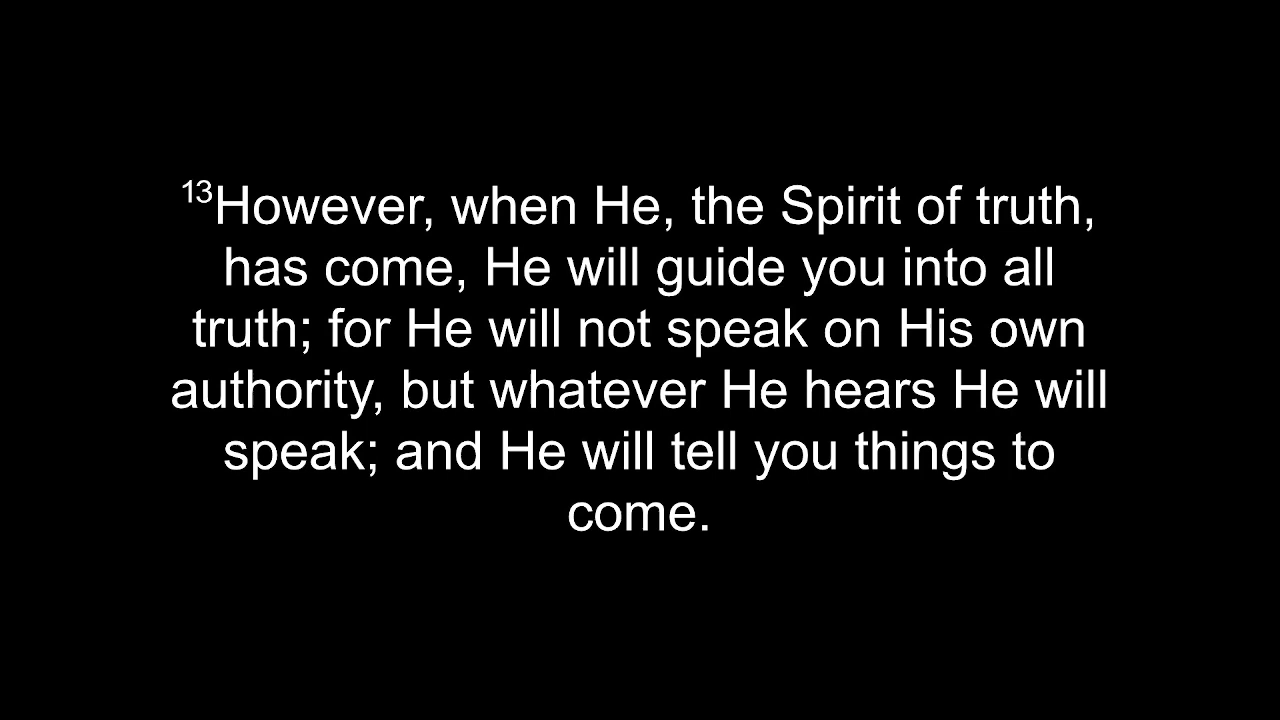 13However, when He, the Spirit of truth,
has come, He will guide you into all
truth; for He will not speak on His own
authority, but whatever He hears He will
speak; and He will tell you things to
come.